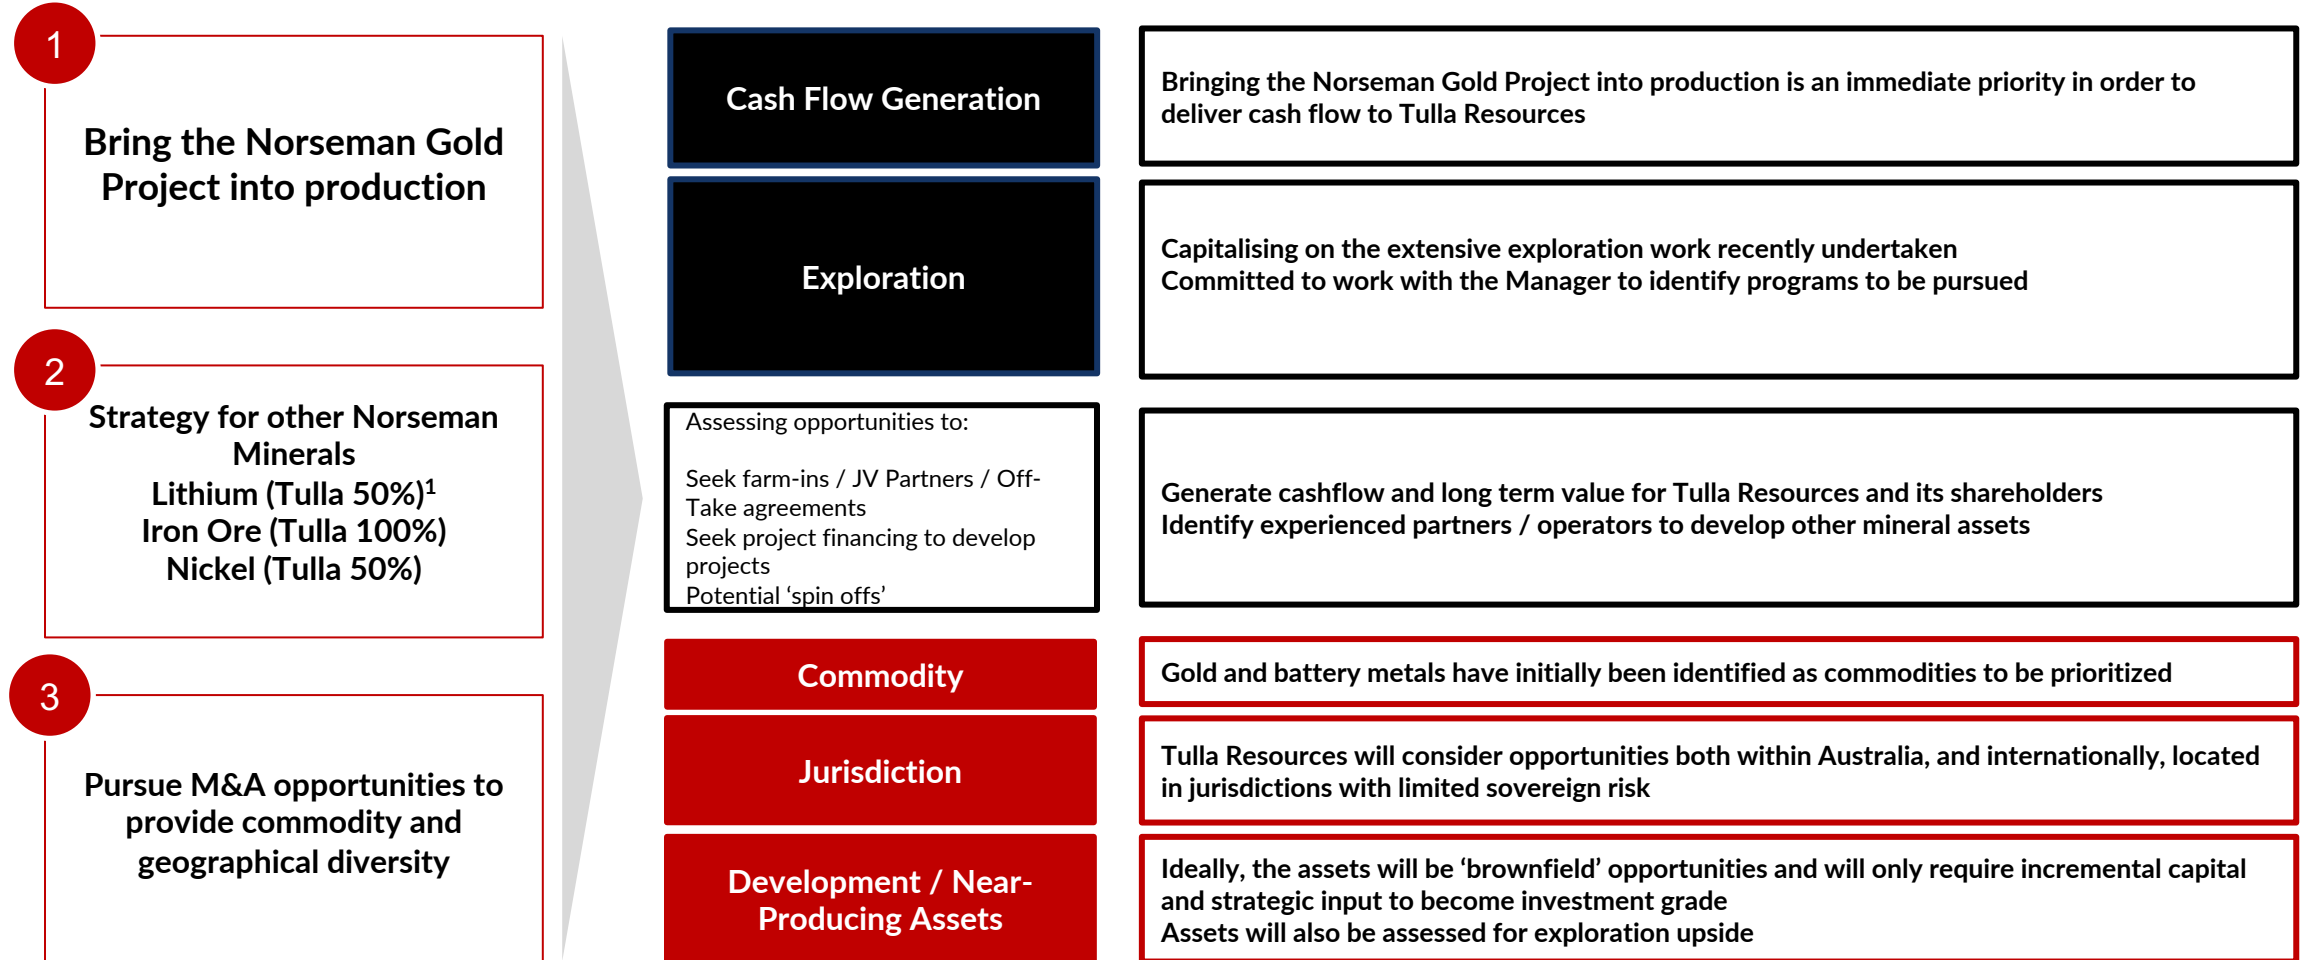 1
Bring the Norseman Gold
Project into production
Cash Flow Generation
Bringing the Norseman Gold Project into production is an immediate priority in order to
deliver cash flow to Tulla Resources
Exploration
Capitalising on the extensive exploration work recently undertaken
Committed to work with the Manager to identify programs to be pursued
2
Strategy for other Norseman
Minerals
Lithium (Tulla 50%)¹
Iron Ore (Tulla 100%)
Nickel (Tulla 50%)
Assessing opportunities to:
Seek farm-ins / JV Partners / Off-
Take agreements
Seek project financing to develop
projects
Potential ‘spin offs’
Generate cashflow and long term value for Tulla Resources and its shareholders
Identify experienced partners / operators to develop other mineral assets
3
Pursue M&A opportunities to
provide commodity and
geographical diversity
Commodity
Gold and battery metals have initially been identified as commodities to be prioritized
Jurisdiction
Tulla Resources will consider opportunities both within Australia, and internationally, located
in jurisdictions with limited sovereign risk
Development / Near-
Producing Assets
Ideally, the assets will be ‘brownfield’ opportunities and will only require incremental capital
and strategic input to become investment grade
Assets will also be assessed for exploration upside